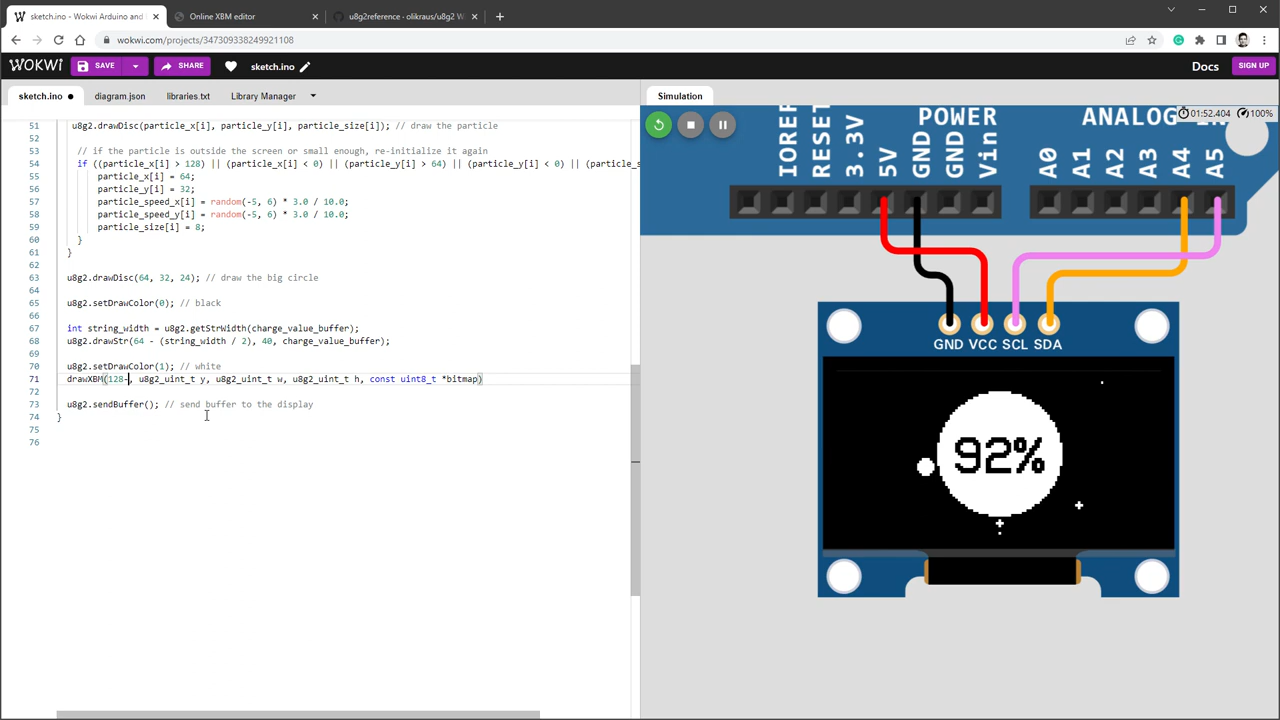 sketch.ino - Wokwi Arduino and
Online XBM editor
u8g2reference · olikraus/u8g2 W
wokwi.com/projects/347309338249921108
WOKWI
SAVE
SHARE
sketch.ino
Docs
SIGN UP
sketch.ino
diagram.json
libraries.txt
Library Manager
Simulation
51 u8g2.drawDisc(particle_x[i], particle_y[i], particle_size[i]); // draw the particle
52
53 // if the particle is outside the screen or small enough, re-initialize it again
54 if ((particle_x[i] > 128) || (particle_x[i] < 0) || (particle_y[i] > 64) || (particle_y[i] < 0) || (particle_s
55 particle_x[i] = 64;
56 particle_y[i] = 32;
57 particle_speed_x[i] = random(-5, 6) * 3.0 / 10.0;
58 particle_speed_y[i] = random(-5, 6) * 3.0 / 10.0;
59 particle_size[i] = 8;
60 }
61 }
62
63 u8g2.drawDisc(64, 32, 24); // draw the big circle
64
65 u8g2.setDrawColor(0); // black
66
67 int string_width = u8g2.getStrWidth(charge_value_buffer);
68 u8g2.drawStr(64 - (string_width / 2), 40, charge_value_buffer);
69
70 u8g2.setDrawColor(1); // white
71 drawXBM(128-, u8g2_uint_t y, u8g2_uint_t w, u8g2_uint_t h, const uint8_t *bitmap)
72
73 u8g2.sendBuffer(); // send buffer to the display
74 }
75
76
01:52.404
100%
POWER
ANALOG IN
IOREF
RESET
3.3V
5V
GND
GND
Vin
A0
A1
A2
A3
A4
A5
GND VCC SCL SDA
92%